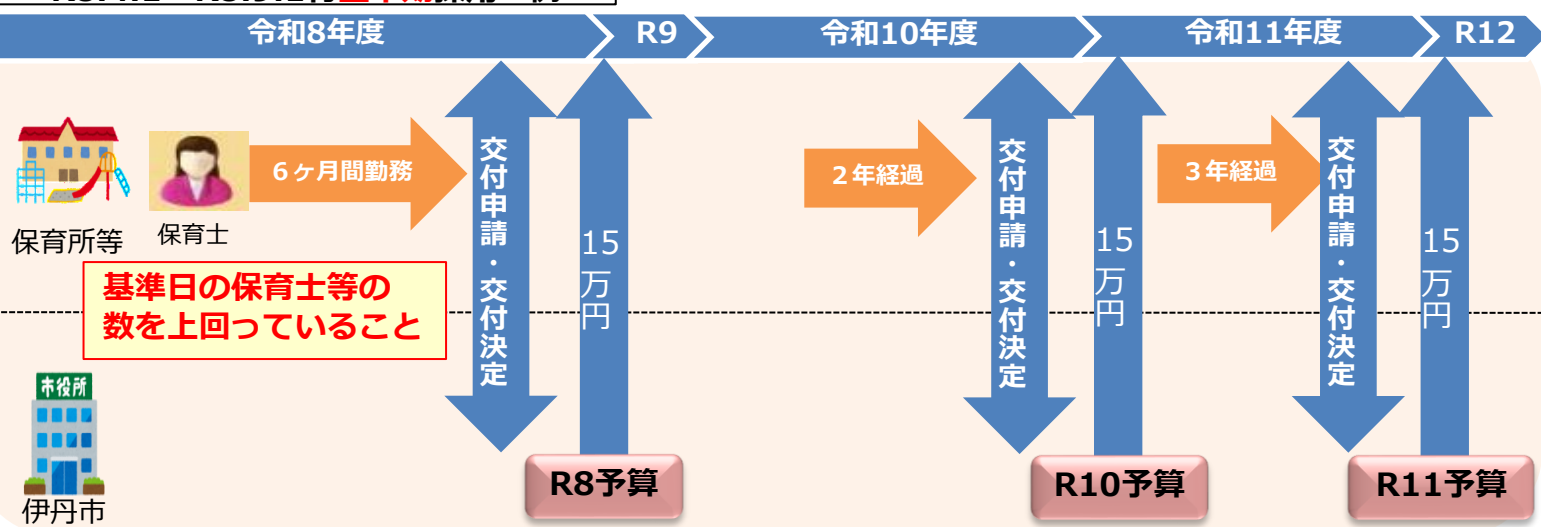 令和8年度
R9
令和10年度
令和11年度
R12
保育所等
保育士
6ヶ月間勤務
交付申請・交付決定
15万円
2年経過
交付申請・交付決定
15万円
3年経過
交付申請・交付決定
15万円
基準日の保育士等の
数を上回っていること
市役所
伊丹市
R8予算
R10予算
R11予算